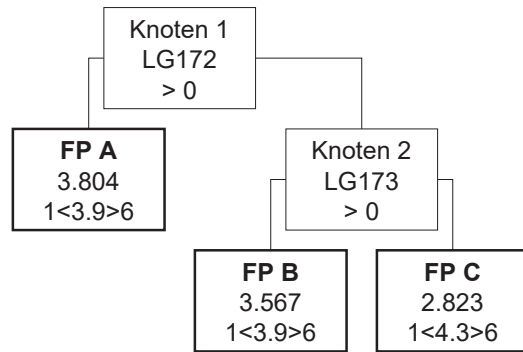 Knoten 1
LG172
> 0
FP A
3.804
1<3.9>6
Knoten 2
LG173
> 0
FP B
3.567
1<3.9>6
FP C
2.823
1<4.3>6